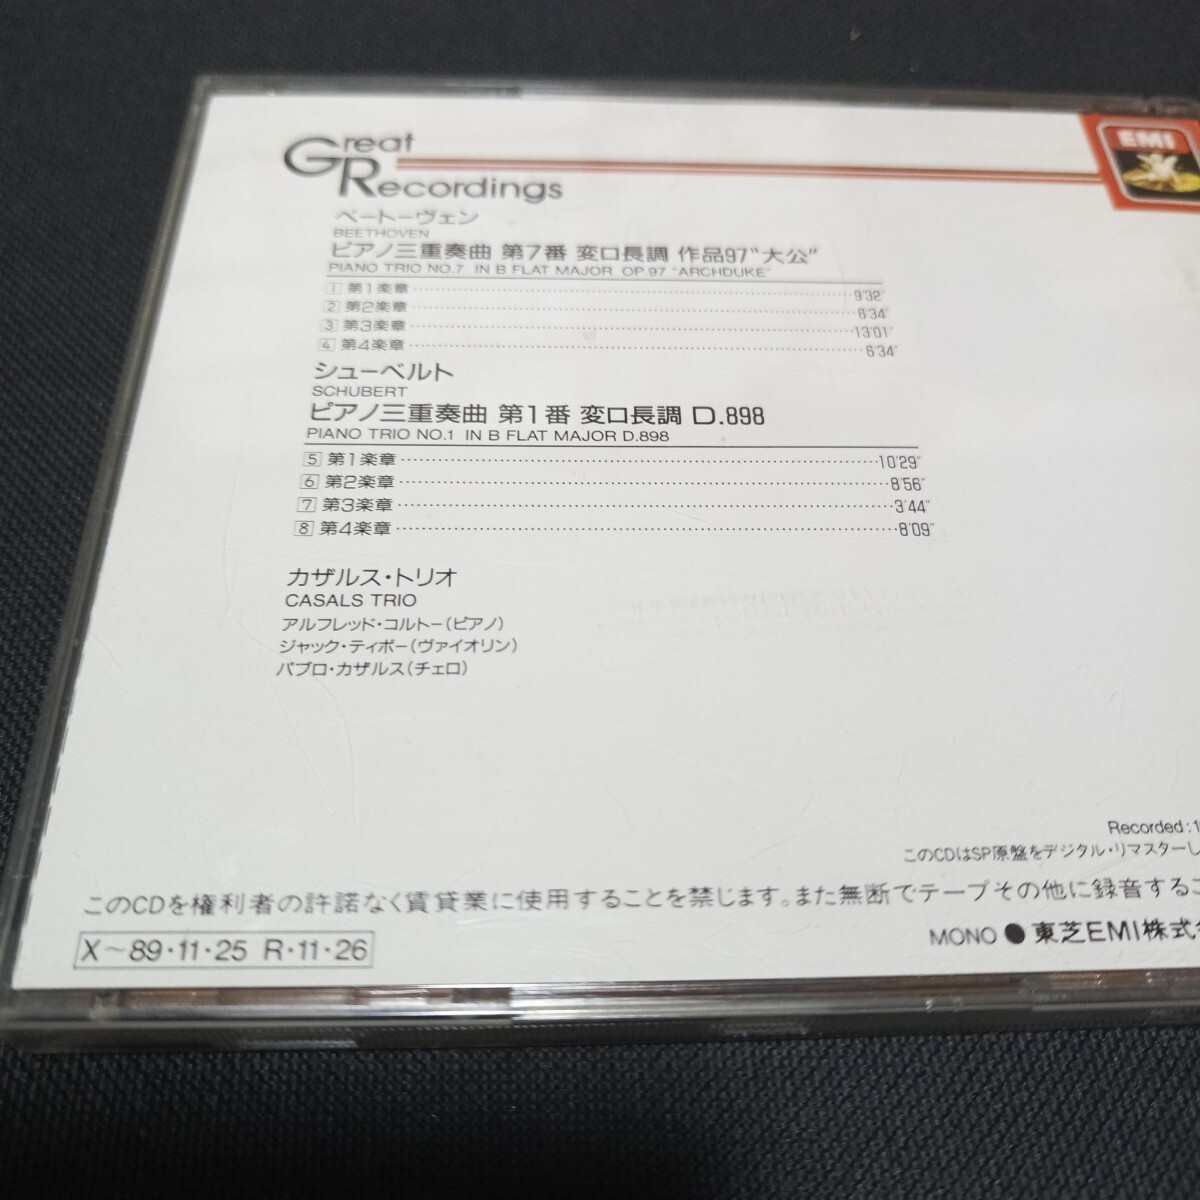 Great
Recordings
EMI
ベートーヴェン
BEETHOVEN
ピアノ三重奏曲 第7番 変ロ長調 作品97"大公"
PIANO TRIO NO.7 IN B FLAT MAJOR OP.97 "ARCHDUKE"
1 第1楽章 9'32"
2 第2楽章 6'34"
3 第3楽章 13'01"
4 第4楽章 6'34"
シューベルト
SCHUBERT
ピアノ三重奏曲 第1番 変ロ長調 D.898
PIANO TRIO NO.1 IN B FLAT MAJOR D.898
5 第1楽章 10'29"
6 第2楽章 8'56"
7 第3楽章 3'44"
8 第4楽章 8'09"
カザルス・トリオ
CASALS TRIO
アルフレッド・コルトー(ピアノ)
ジャック・ティボー(ヴァイオリン)
パブロ・カザルス(チェロ)
Recorded:1
このCDはSP原盤をデジタル・リマスターし
このCDを権利者の許諾なく賃貸業に使用することを禁じます。また無断でテープその他に録音するこ
X〜89・11・25 R・11・26
MONO ● 東芝EMI株式